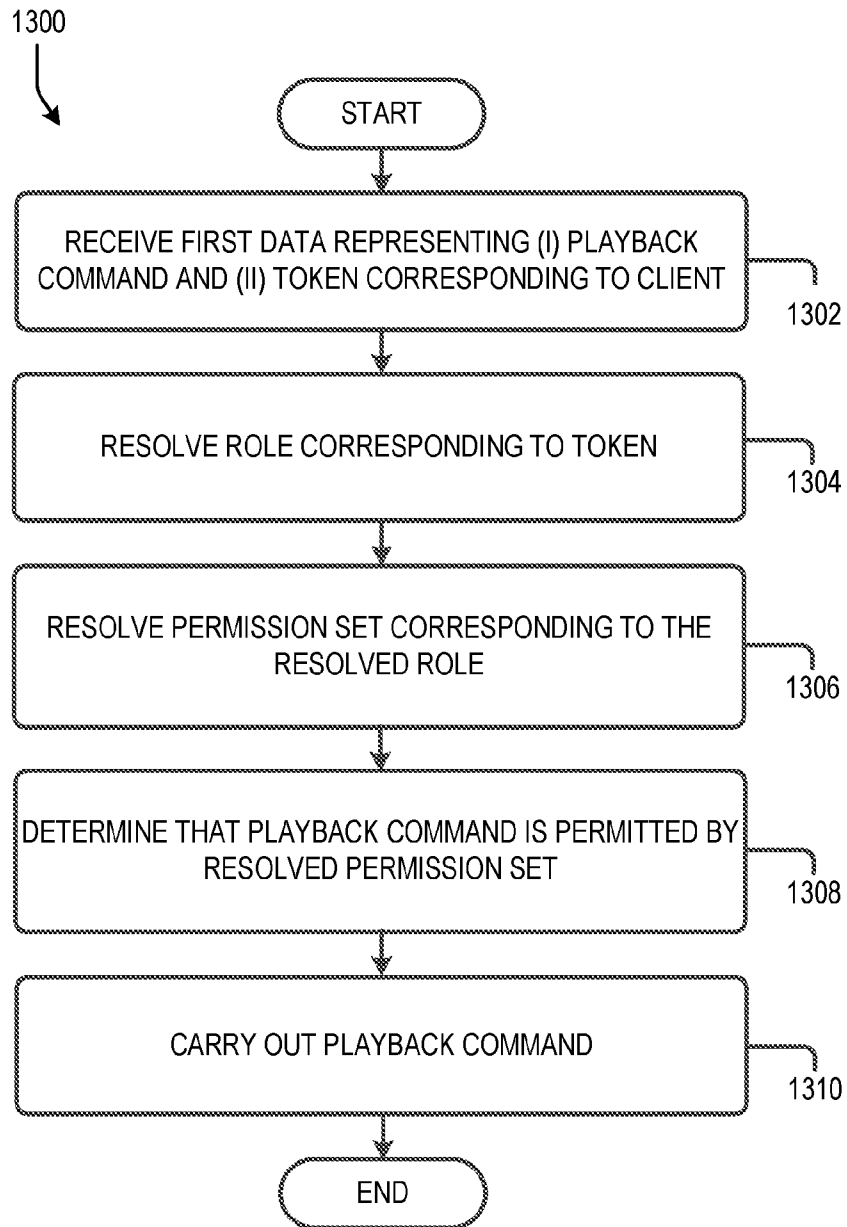 1300
START
RECEIVE FIRST DATA REPRESENTING (I) PLAYBACK
COMMAND AND (II) TOKEN CORRESPONDING TO CLIENT
1302
RESOLVE ROLE CORRESPONDING TO TOKEN
1304
RESOLVE PERMISSION SET CORRESPONDING TO THE
RESOLVED ROLE
1306
DETERMINE THAT PLAYBACK COMMAND IS PERMITTED BY
RESOLVED PERMISSION SET
1308
CARRY OUT PLAYBACK COMMAND
1310
END